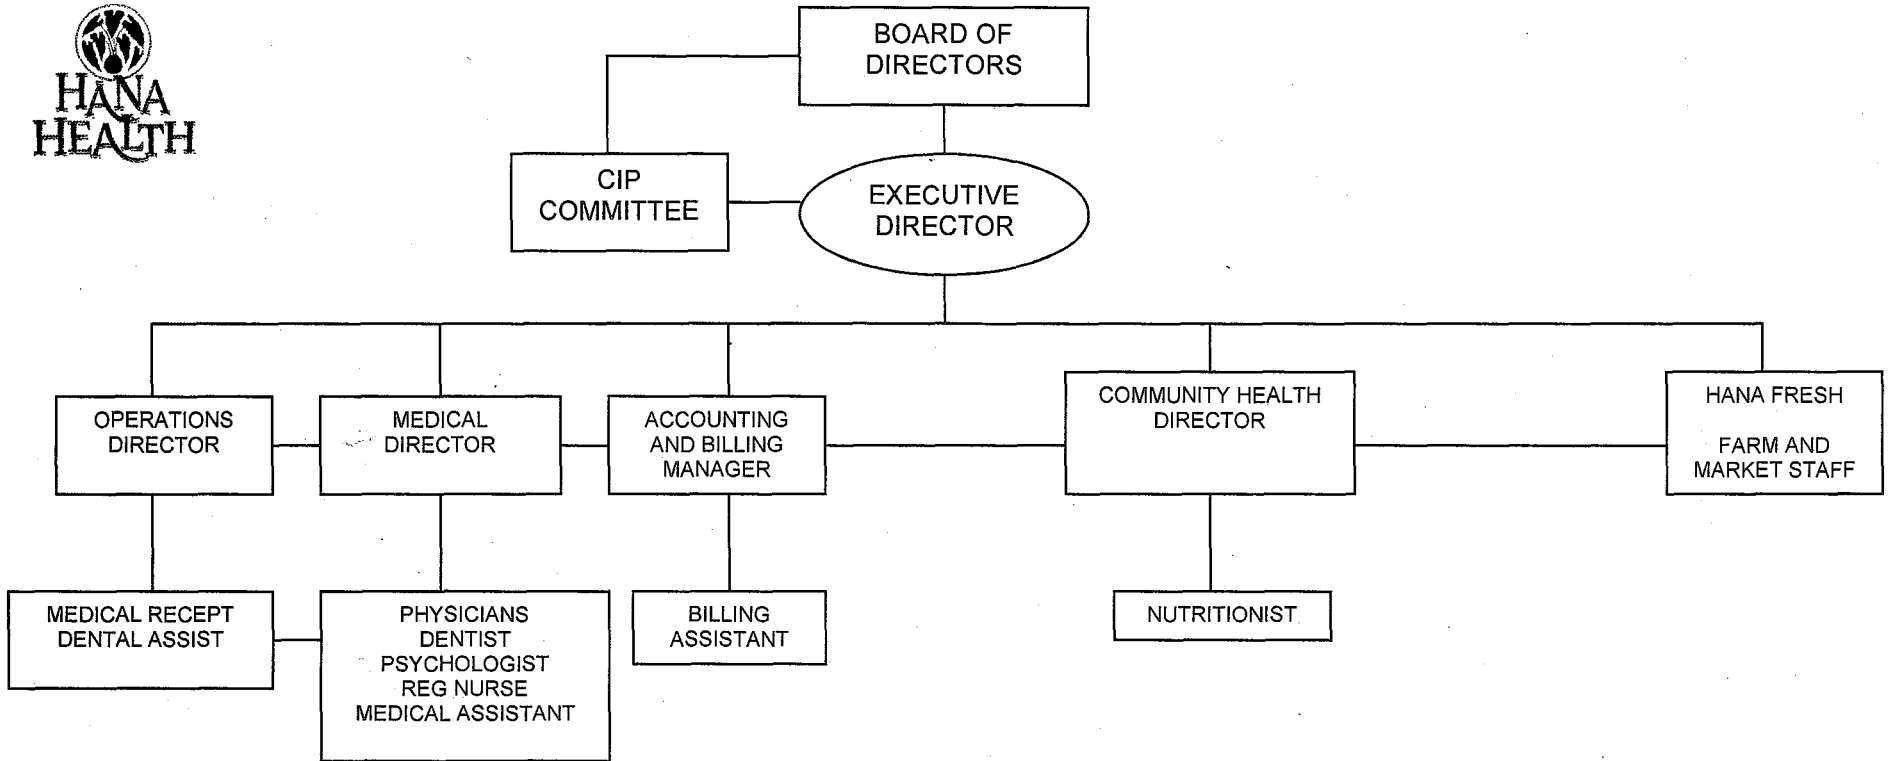 HANA
HEALTH
BOARD OF
DIRECTORS
CIP
COMMITTEE
EXECUTIVE
DIRECTOR
OPERATIONS
DIRECTOR
MEDICAL
DIRECTOR
ACCOUNTING
AND BILLING
MANAGER
COMMUNITY HEALTH
DIRECTOR
HANA FRESH
FARM AND
MARKET STAFF
MEDICAL RECEPT
DENTAL ASSIST
PHYSICIANS
DENTIST
PSYCHOLOGIST
REG NURSE
MEDICAL ASSISTANT
BILLING
ASSISTANT
NUTRITIONIST